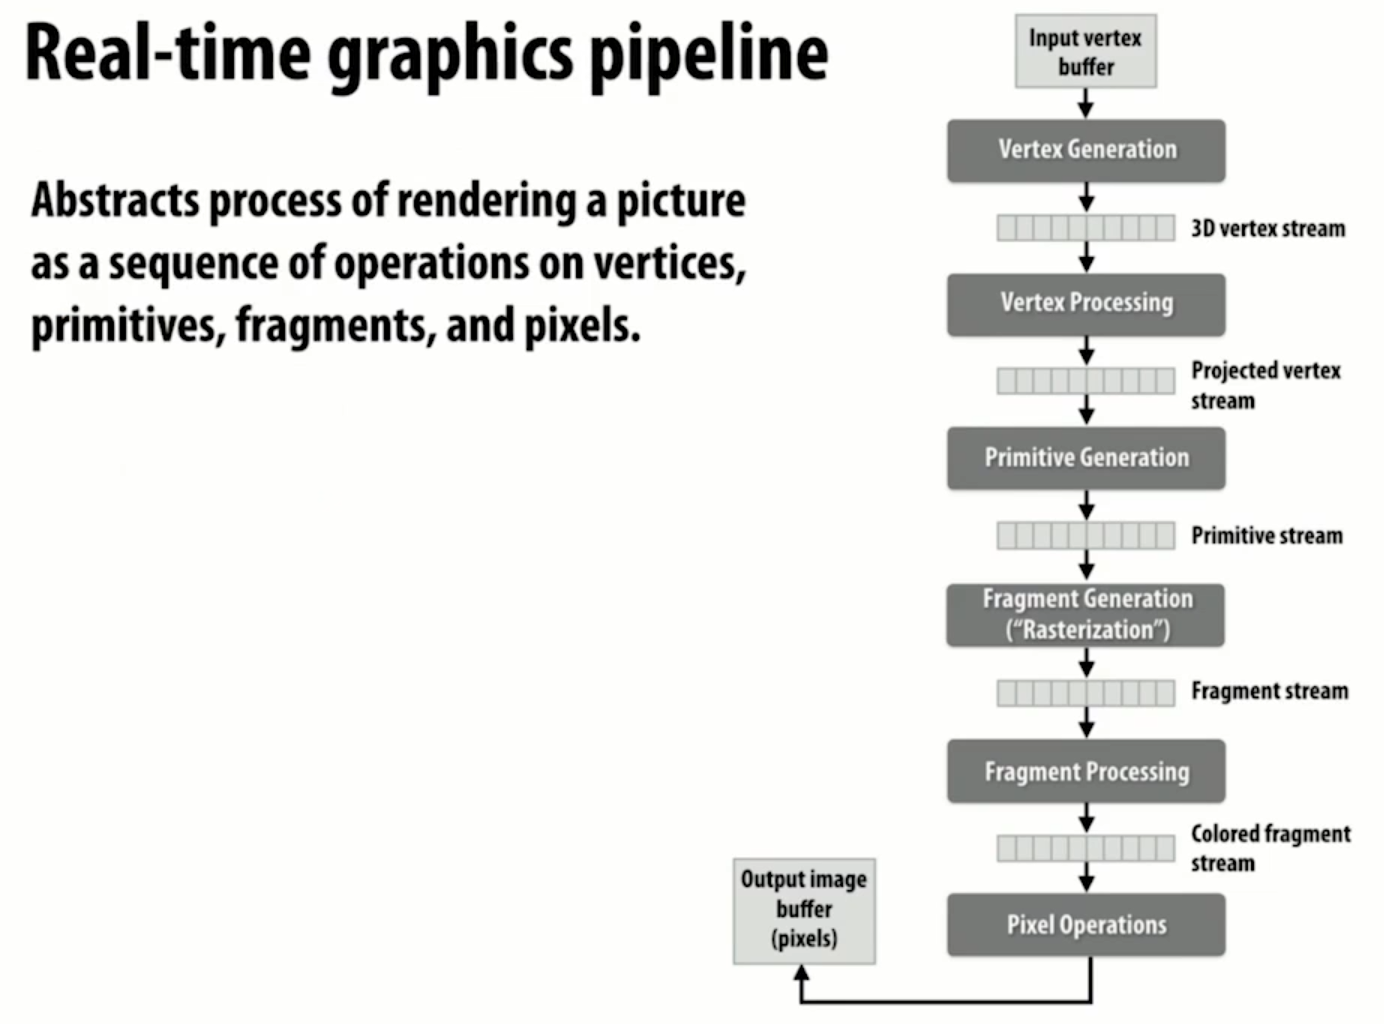 Real-time graphics pipeline
Abstracts process of rendering a picture
as a sequence of operations on vertices,
primitives, fragments, and pixels.
Input vertex
buffer
Vertex Generation
3D vertex stream
Vertex Processing
Projected vertex
stream
Primitive Generation
Primitive stream
Fragment Generation
(“Rasterization”)
Fragment stream
Fragment Processing
Colored fragment
stream
Pixel Operations
Output image
buffer
(pixels)